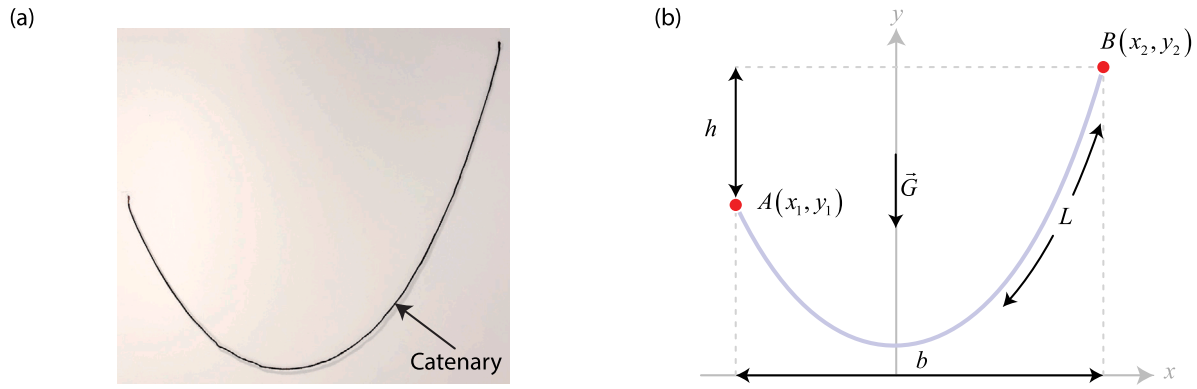 (a)
Catenary
(b)
y
B(x₂, y₂)
h
G⃗
A(x₁, y₁)
L
b
x